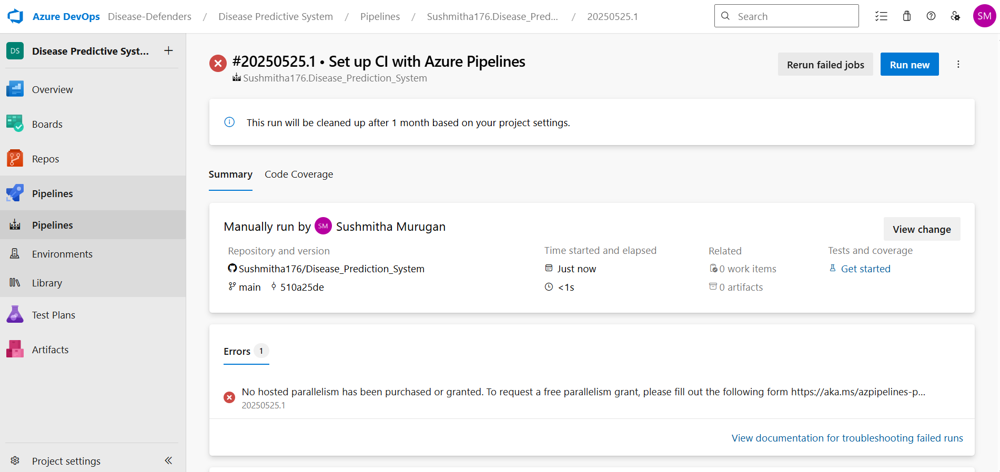 Azure DevOps Disease-Defenders / Disease Predictive System / Pipelines / Sushmitha176.Disease_Pred... / 20250525.1 Search SM
DS Disease Predictive Syst... +
Overview
Boards
Repos
Pipelines
Pipelines
Environments
Library
Test Plans
Artifacts
Project settings
#20250525.1 • Set up CI with Azure Pipelines
Sushmitha176.Disease_Prediction_System
Rerun failed jobs Run new
This run will be cleaned up after 1 month based on your project settings.
Summary Code Coverage
Manually run by SM Sushmitha Murugan
View change
Repository and version
Sushmitha176/Disease_Prediction_System
main 510a25de
Time started and elapsed
Just now
<1s
Related
0 work items
0 artifacts
Tests and coverage
Get started
Errors 1
No hosted parallelism has been purchased or granted. To request a free parallelism grant, please fill out the following form https://aka.ms/azpipelines-p...
20250525.1
View documentation for troubleshooting failed runs